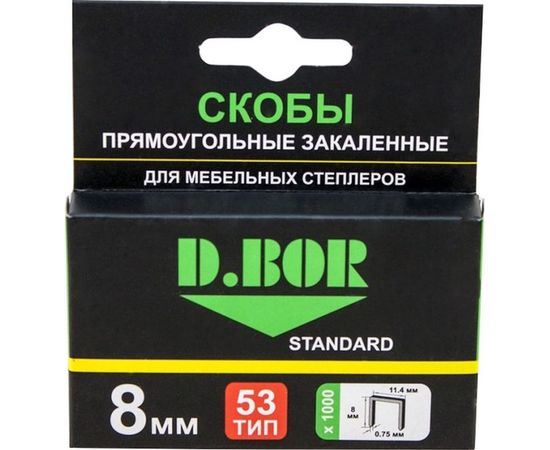 СКОБЫ
ПРЯМОУГОЛЬНЫЕ ЗАКАЛЕННЫЕ
ДЛЯ МЕБЕЛЬНЫХ СТЕПЛЕРОВ
D.BOR
STANDARD
8мм
53
ТИП
x 1000
11.4 мм
8
мм
0.75 мм